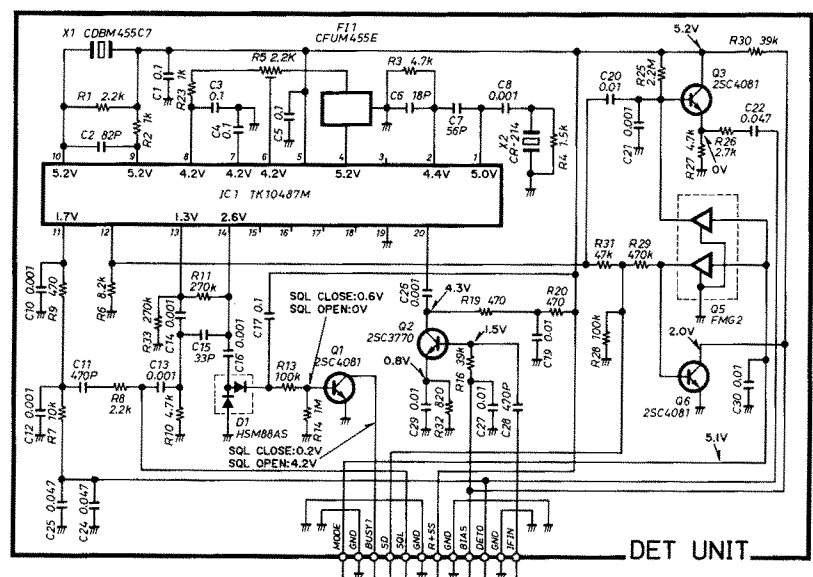 X1 CDBM455C7
FI1
CFUM455E
5.2V
R30 39k
R5 2.2K
R3 4.7k
C1 0.1
R23 1k
C3
0.1
C4
0.1
C5 0.1
C6 18P
C7
56P
C8
0.001
X2
CR-214
R4 1.5k
C20
0.01
C21 0.001
R25
2.2M
Q3
2SC4081
C22
0.047
R1 2.2k
R2 1k
C2 82P
R27 4.7k
R26
2.7k
0V
10 9 8 7 6 5 4 3 2 1
5.2V 5.2V 4.2V 4.2V 4.2V 5.2V 4.4V 5.0V
IC1 TK10487M
1.7V 1.3V 2.6V
11 12 13 14 15 16 17 18 19 20
C10 0.001
R9 470
R6 8.2k
R11
270k
R33 270k
C14 0.001
C15
33P
C16 0.001
C17 0.1
SQL CLOSE:0.6V
SQL OPEN:0V
C26
0.001
4.3V
R19 470
R20
470
R31
47k
R29
470k
Q5
FMG2
Q2
2SC3770
1.5V
C19 0.01
R28 100k
2.0V
R13
100k
Q1
2SC4081
0.8V
R16 39k
C11
470P
R8
2.2k
C13
0.001
R10 4.7k
C12 0.001
R7 10k
D1
HSM88AS
R14 1M
C29 0.01
R32 820
C27 0.01
C28 470P
Q6
2SC4081
C30 0.01
SQL CLOSE:0.2V
SQL OPEN:4.2V
5.1V
C25 0.047
C24 0.047
MODE
GND
BUSY1
SD
SQL
GND
R+5S
GND
BIAS
DETO
GND
IFIN
DET UNIT